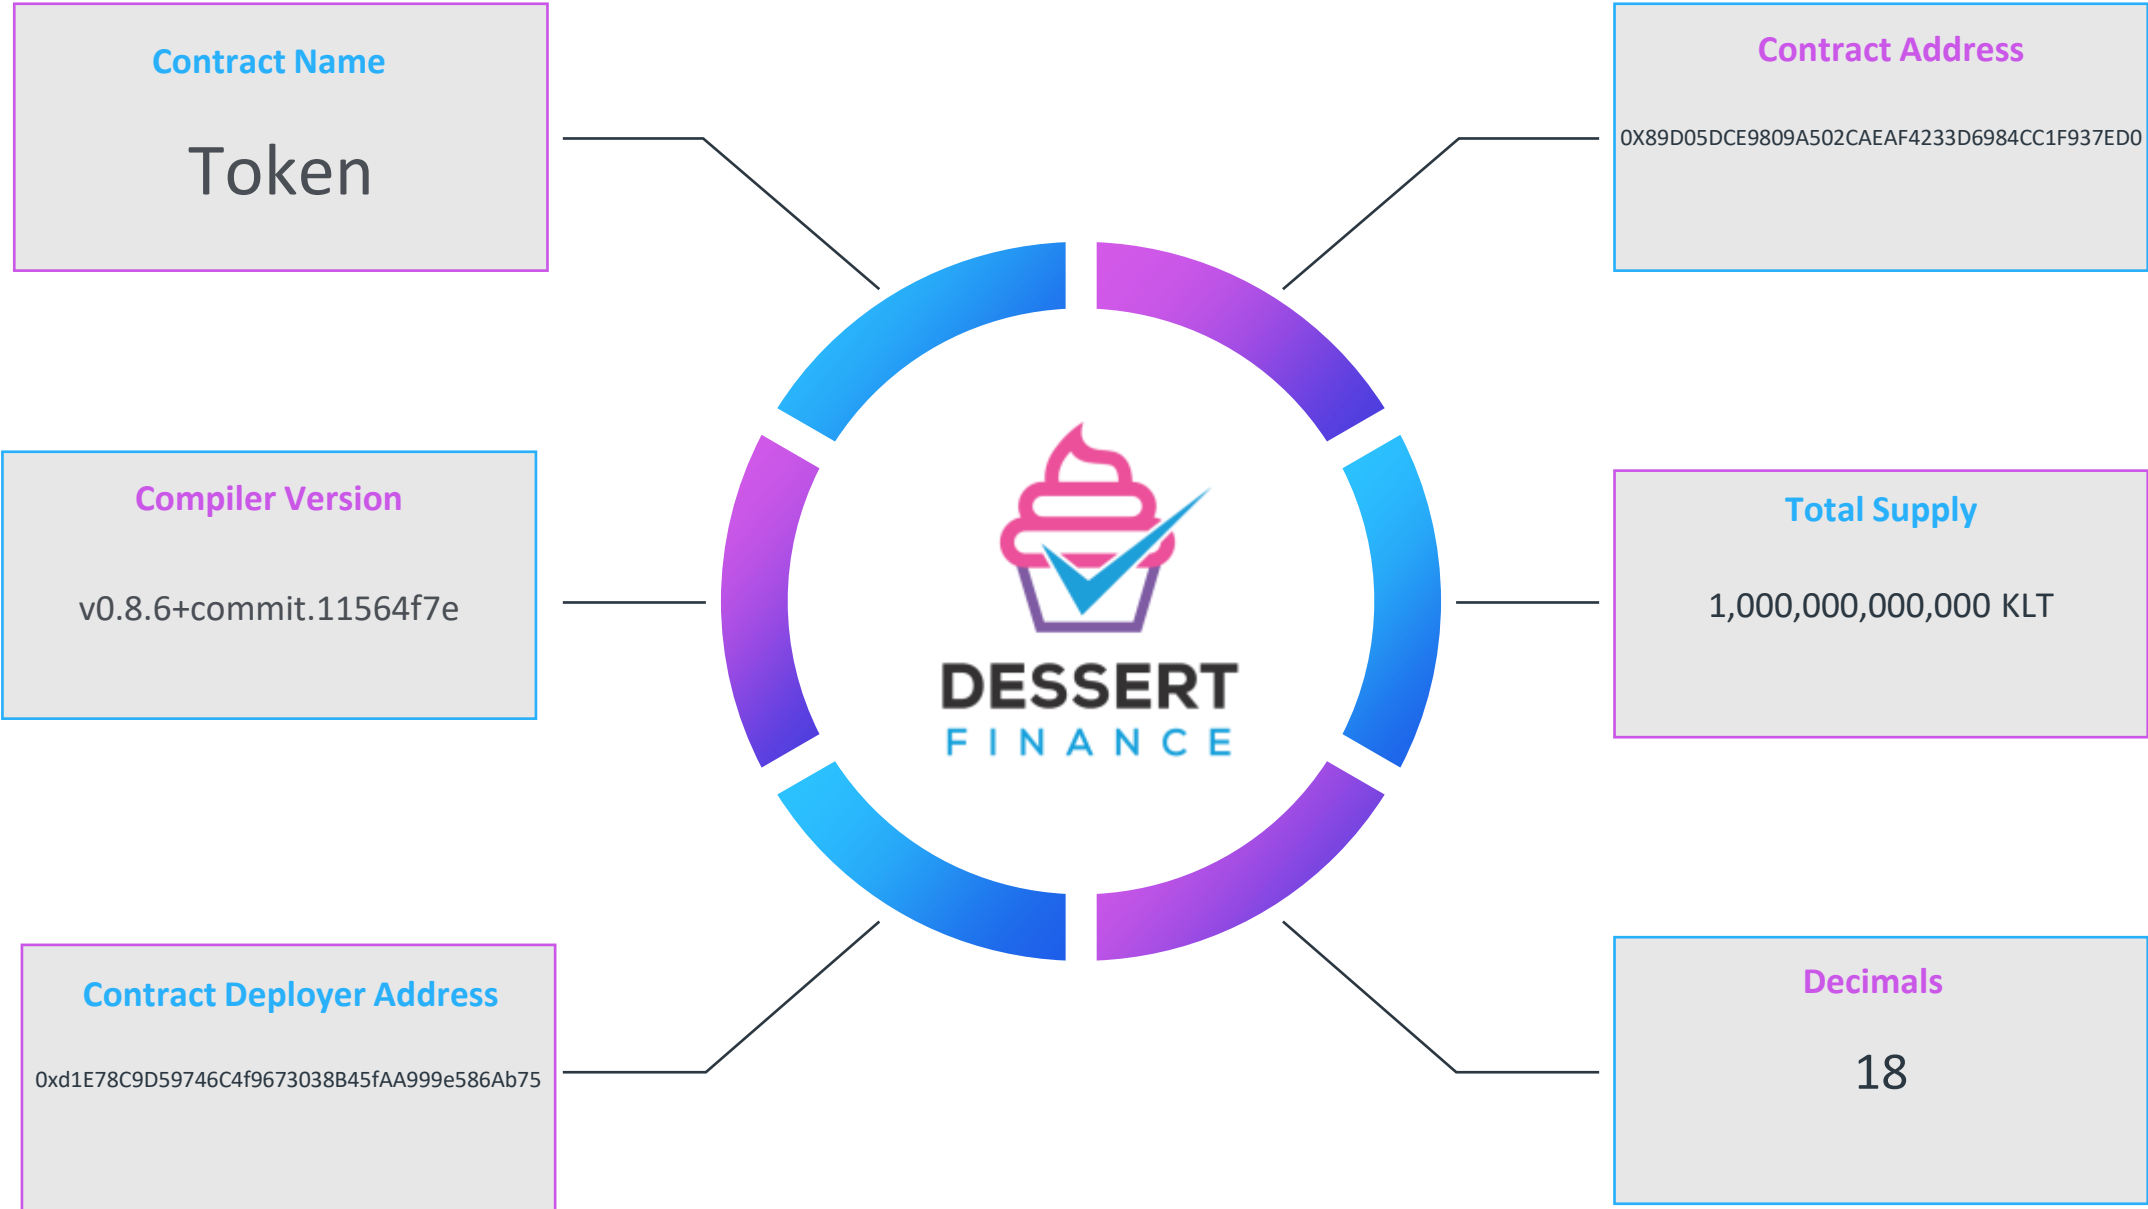 Contract Name
Token
Contract Address
0X89D05DCE9809A502CAEAF4233D6984CC1F937ED0
Compiler Version
v0.8.6+commit.11564f7e
DESSERT
FINANCE
Total Supply
1,000,000,000,000 KLT
Contract Deployer Address
0xd1E78C9D59746C4f9673038B45fAA999e586Ab75
Decimals
18